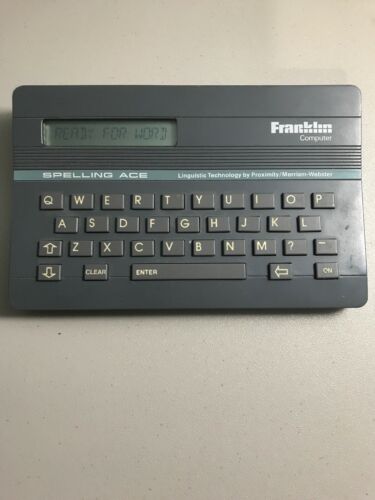 READY FOR WORD
Franklin
Computer
SPELLING ACE Linguistic Technology by Proximity/Merriam-Webster
Q W E R T Y U I O P
A S D F G H J K L
⇧ Z X C V B N M ? -
⇩ CLEAR ENTER ⇦ ON